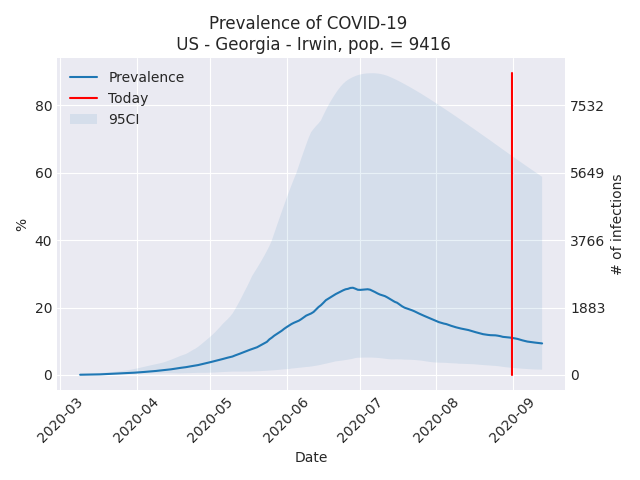 Prevalence of COVID-19
US - Georgia - Irwin, pop. = 9416
Prevalence
Today
95CI
80
60
40
20
0
%
7532
5649
3766
1883
0
# of infections
2020-03
2020-04
2020-05
2020-06
2020-07
2020-08
2020-09
Date